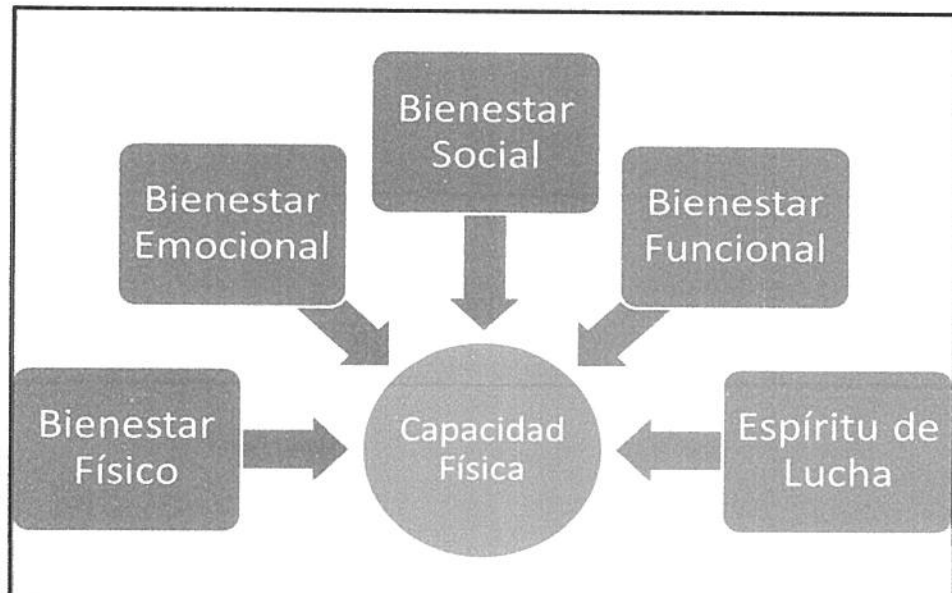 Bienestar
Social
Bienestar
Emocional
Bienestar
Funcional
Bienestar
Físico
Capacidad
Física
Espíritu de
Lucha